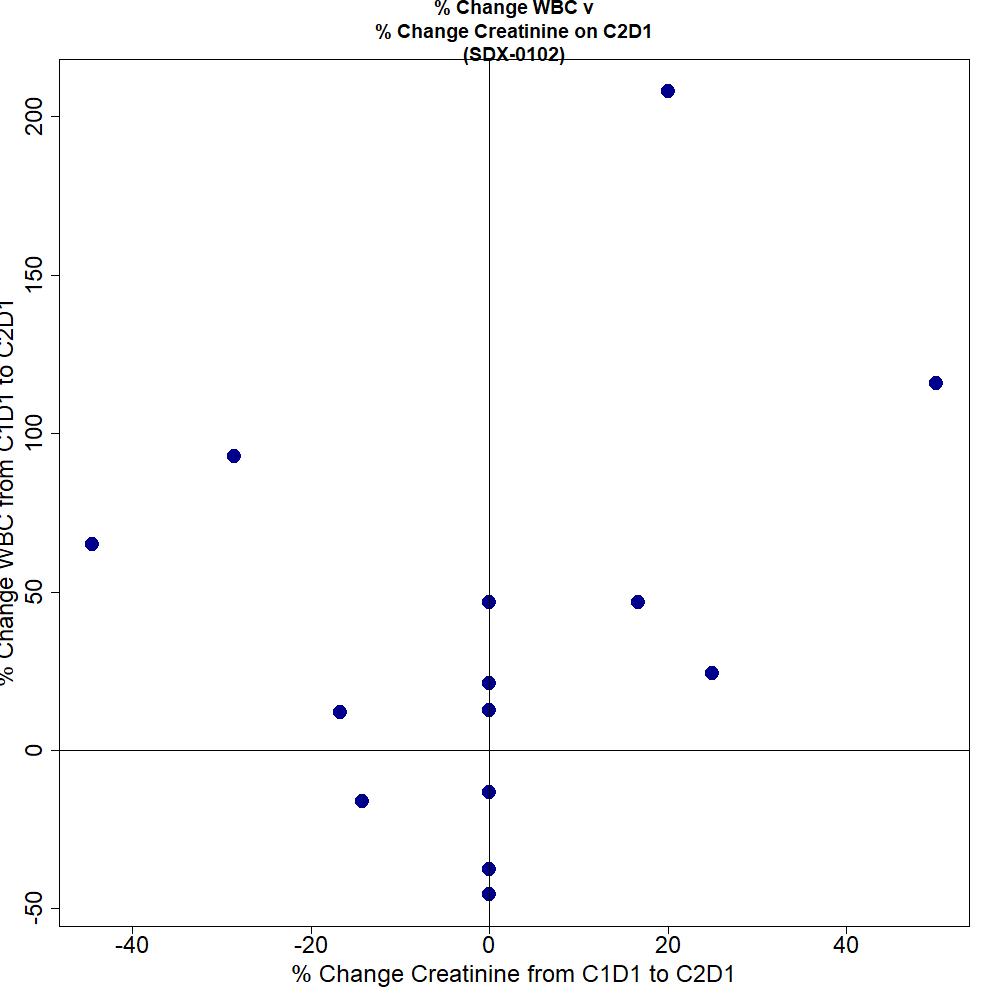 % Change WBC v
% Change Creatinine on C2D1
(SDX-0102)
% Change WBC from C1D1 to C2D1
200
150
100
50
0
-50
-40
-20
0
20
40
% Change Creatinine from C1D1 to C2D1